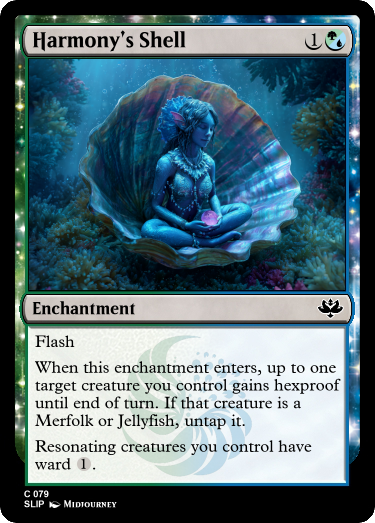 Harmony's Shell 1
Enchantment
Flash
When this enchantment enters, up to one
target creature you control gains hexproof
until end of turn. If that creature is a
Merfolk or Jellyfish, untap it.
Resonating creatures you control have
ward 1.
C 079
SLIP Midjourney